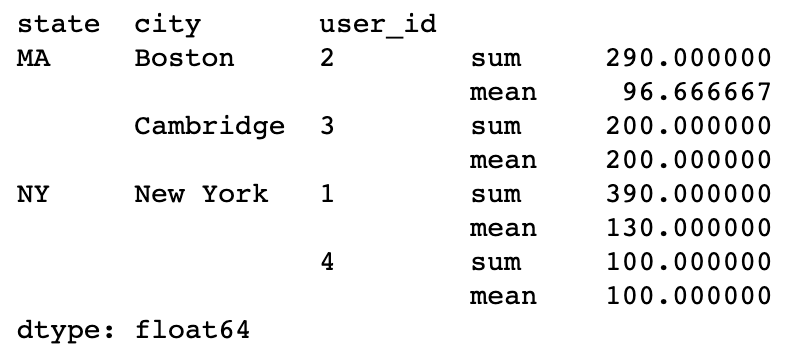 state city user_id
MA Boston 2 sum 290.000000
mean 96.666667
Cambridge 3 sum 200.000000
mean 200.000000
NY New York 1 sum 390.000000
mean 130.000000
4 sum 100.000000
mean 100.000000
dtype: float64